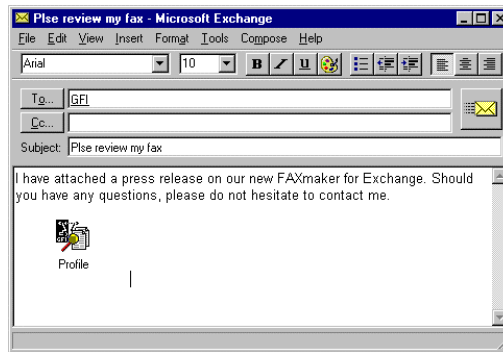 Plse review my fax - Microsoft Exchange
File Edit View Insert Format Tools Compose Help
Arial 10 B I U
To... GFI
Cc...
Subject: Plse review my fax
I have attached a press release on our new FAXmaker for Exchange. Should
you have any questions, please do not hesitate to contact me.
Profile